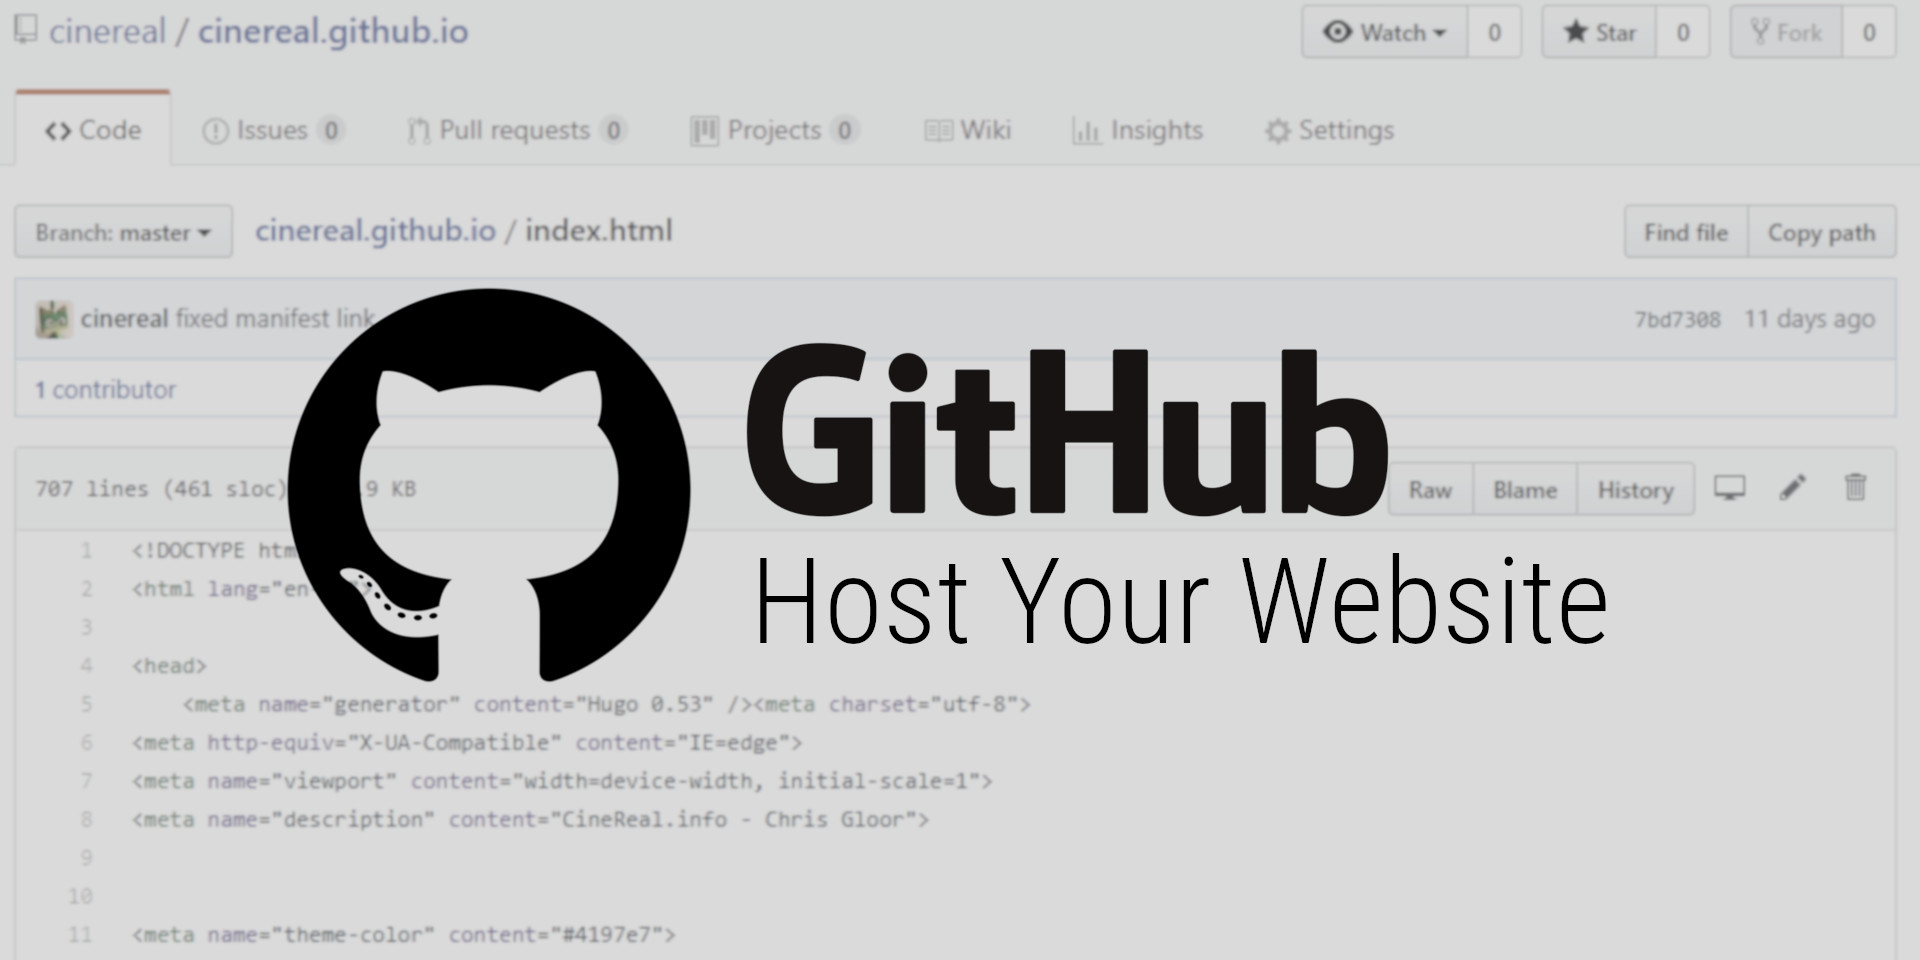 cinereal / cinereal.github.io
Watch 0 Star 0 Fork 0
Code Issues 0 Pull requests 0 Projects 0 Wiki Insights Settings
Branch: master cinereal.github.io / index.html Find file Copy path
cinereal fixed manifest link 7bd7308 11 days ago
1 contributor
GitHub
Host Your Website
707 lines (461 sloc) 9 KB Raw Blame History
1 <!DOCTYPE htm
2 <html lang="en
3
4 <head>
5 <meta name="generator" content="Hugo 0.53" /><meta charset="utf-8">
6 <meta http-equiv="X-UA-Compatible" content="IE=edge">
7 <meta name="viewport" content="width=device-width, initial-scale=1">
8 <meta name="description" content="CineReal.info - Chris Gloor">
9
10
11 <meta name="theme-color" content="#4197e7">